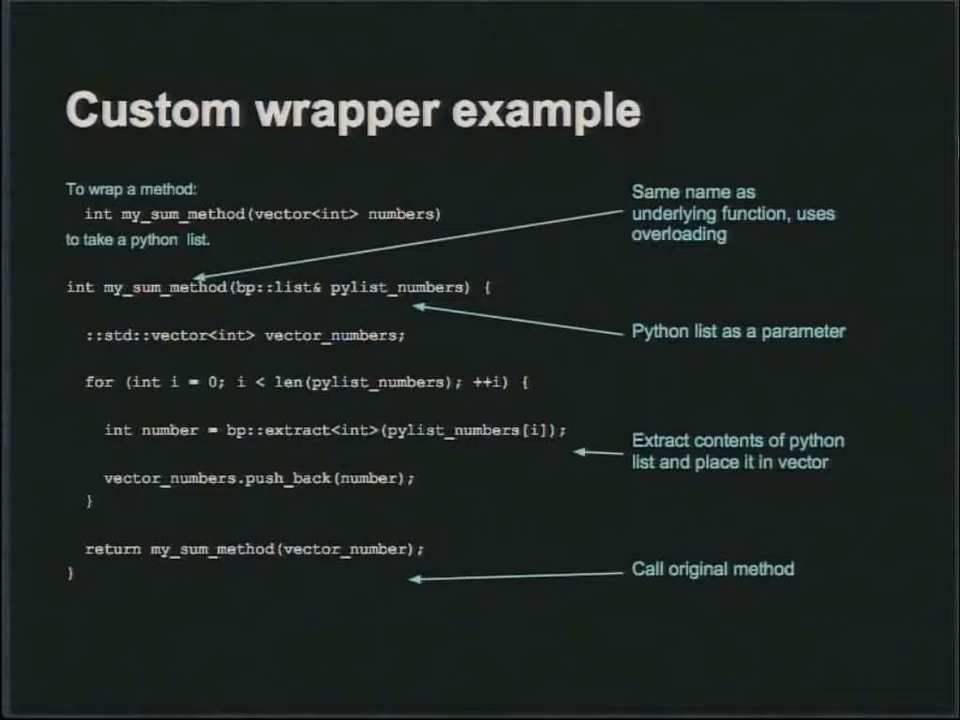 Custom wrapper example
To wrap a method:
int my_sum_method(vector<int> numbers)
to take a python list.
int my_sum_method(bp::list& pylist_numbers) {
::std::vector<int> vector_numbers;
for (int i = 0; i < len(pylist_numbers); ++i) {
int number = bp::extract<int>(pylist_numbers[i]);
vector_numbers.push_back(number);
}
return my_sum_method(vector_number);
}
Same name as
underlying function, uses
overloading
Python list as a parameter
Extract contents of python
list and place it in vector
Call original method